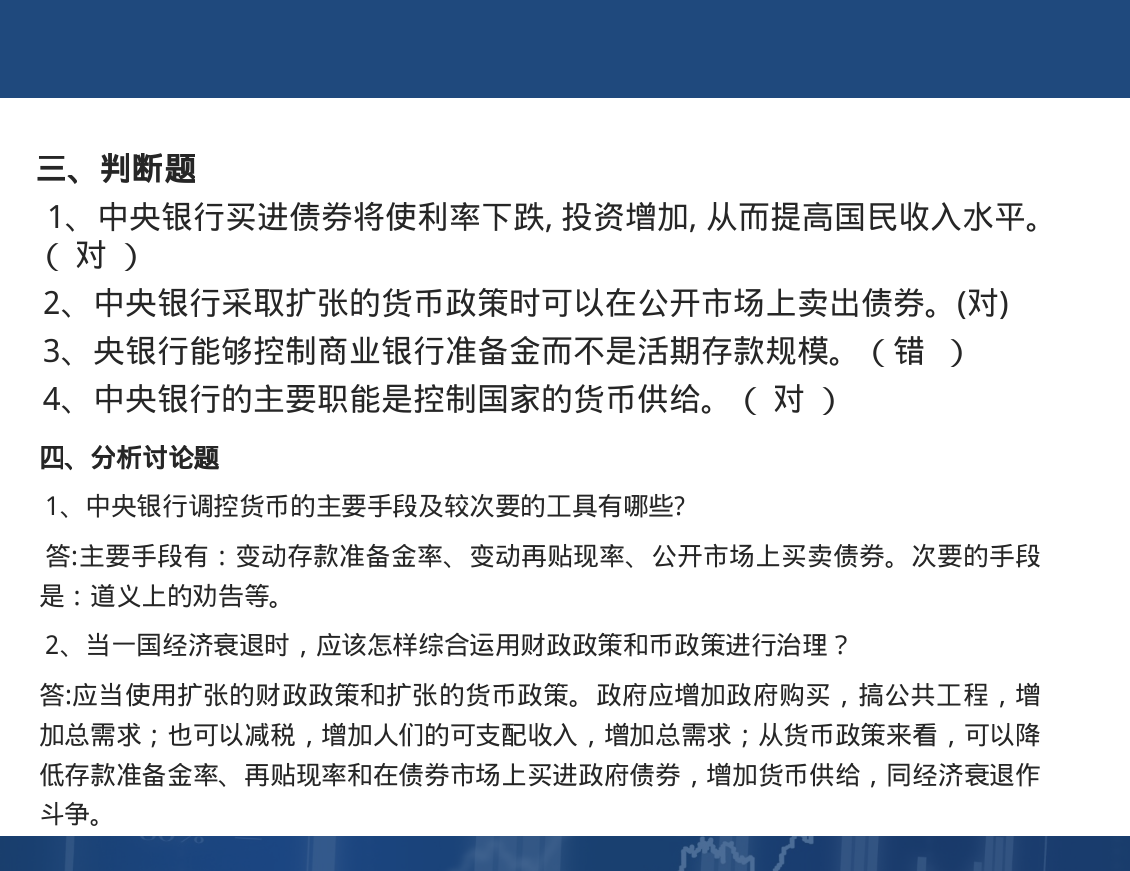 三、判断题
1、中央银行买进债券将使利率下跌, 投资增加, 从而提高国民收入水平。
（ 对 ）
2、中央银行采取扩张的货币政策时可以在公开市场上卖出债券。(对)
3、央银行能够控制商业银行准备金而不是活期存款规模。（ 错 ）
4、中央银行的主要职能是控制国家的货币供给。（ 对 ）
四、分析讨论题
1、中央银行调控货币的主要手段及较次要的工具有哪些?
答:主要手段有：变动存款准备金率、变动再贴现率、公开市场上买卖债券。次要的手段
是：道义上的劝告等。
2、当一国经济衰退时，应该怎样综合运用财政政策和币政策进行治理？
答:应当使用扩张的财政政策和扩张的货币政策。政府应增加政府购买，搞公共工程，增
加总需求；也可以减税，增加人们的可支配收入，增加总需求；从货币政策来看，可以降
低存款准备金率、再贴现率和在债券市场上买进政府债券，增加货币供给，同经济衰退作
斗争。